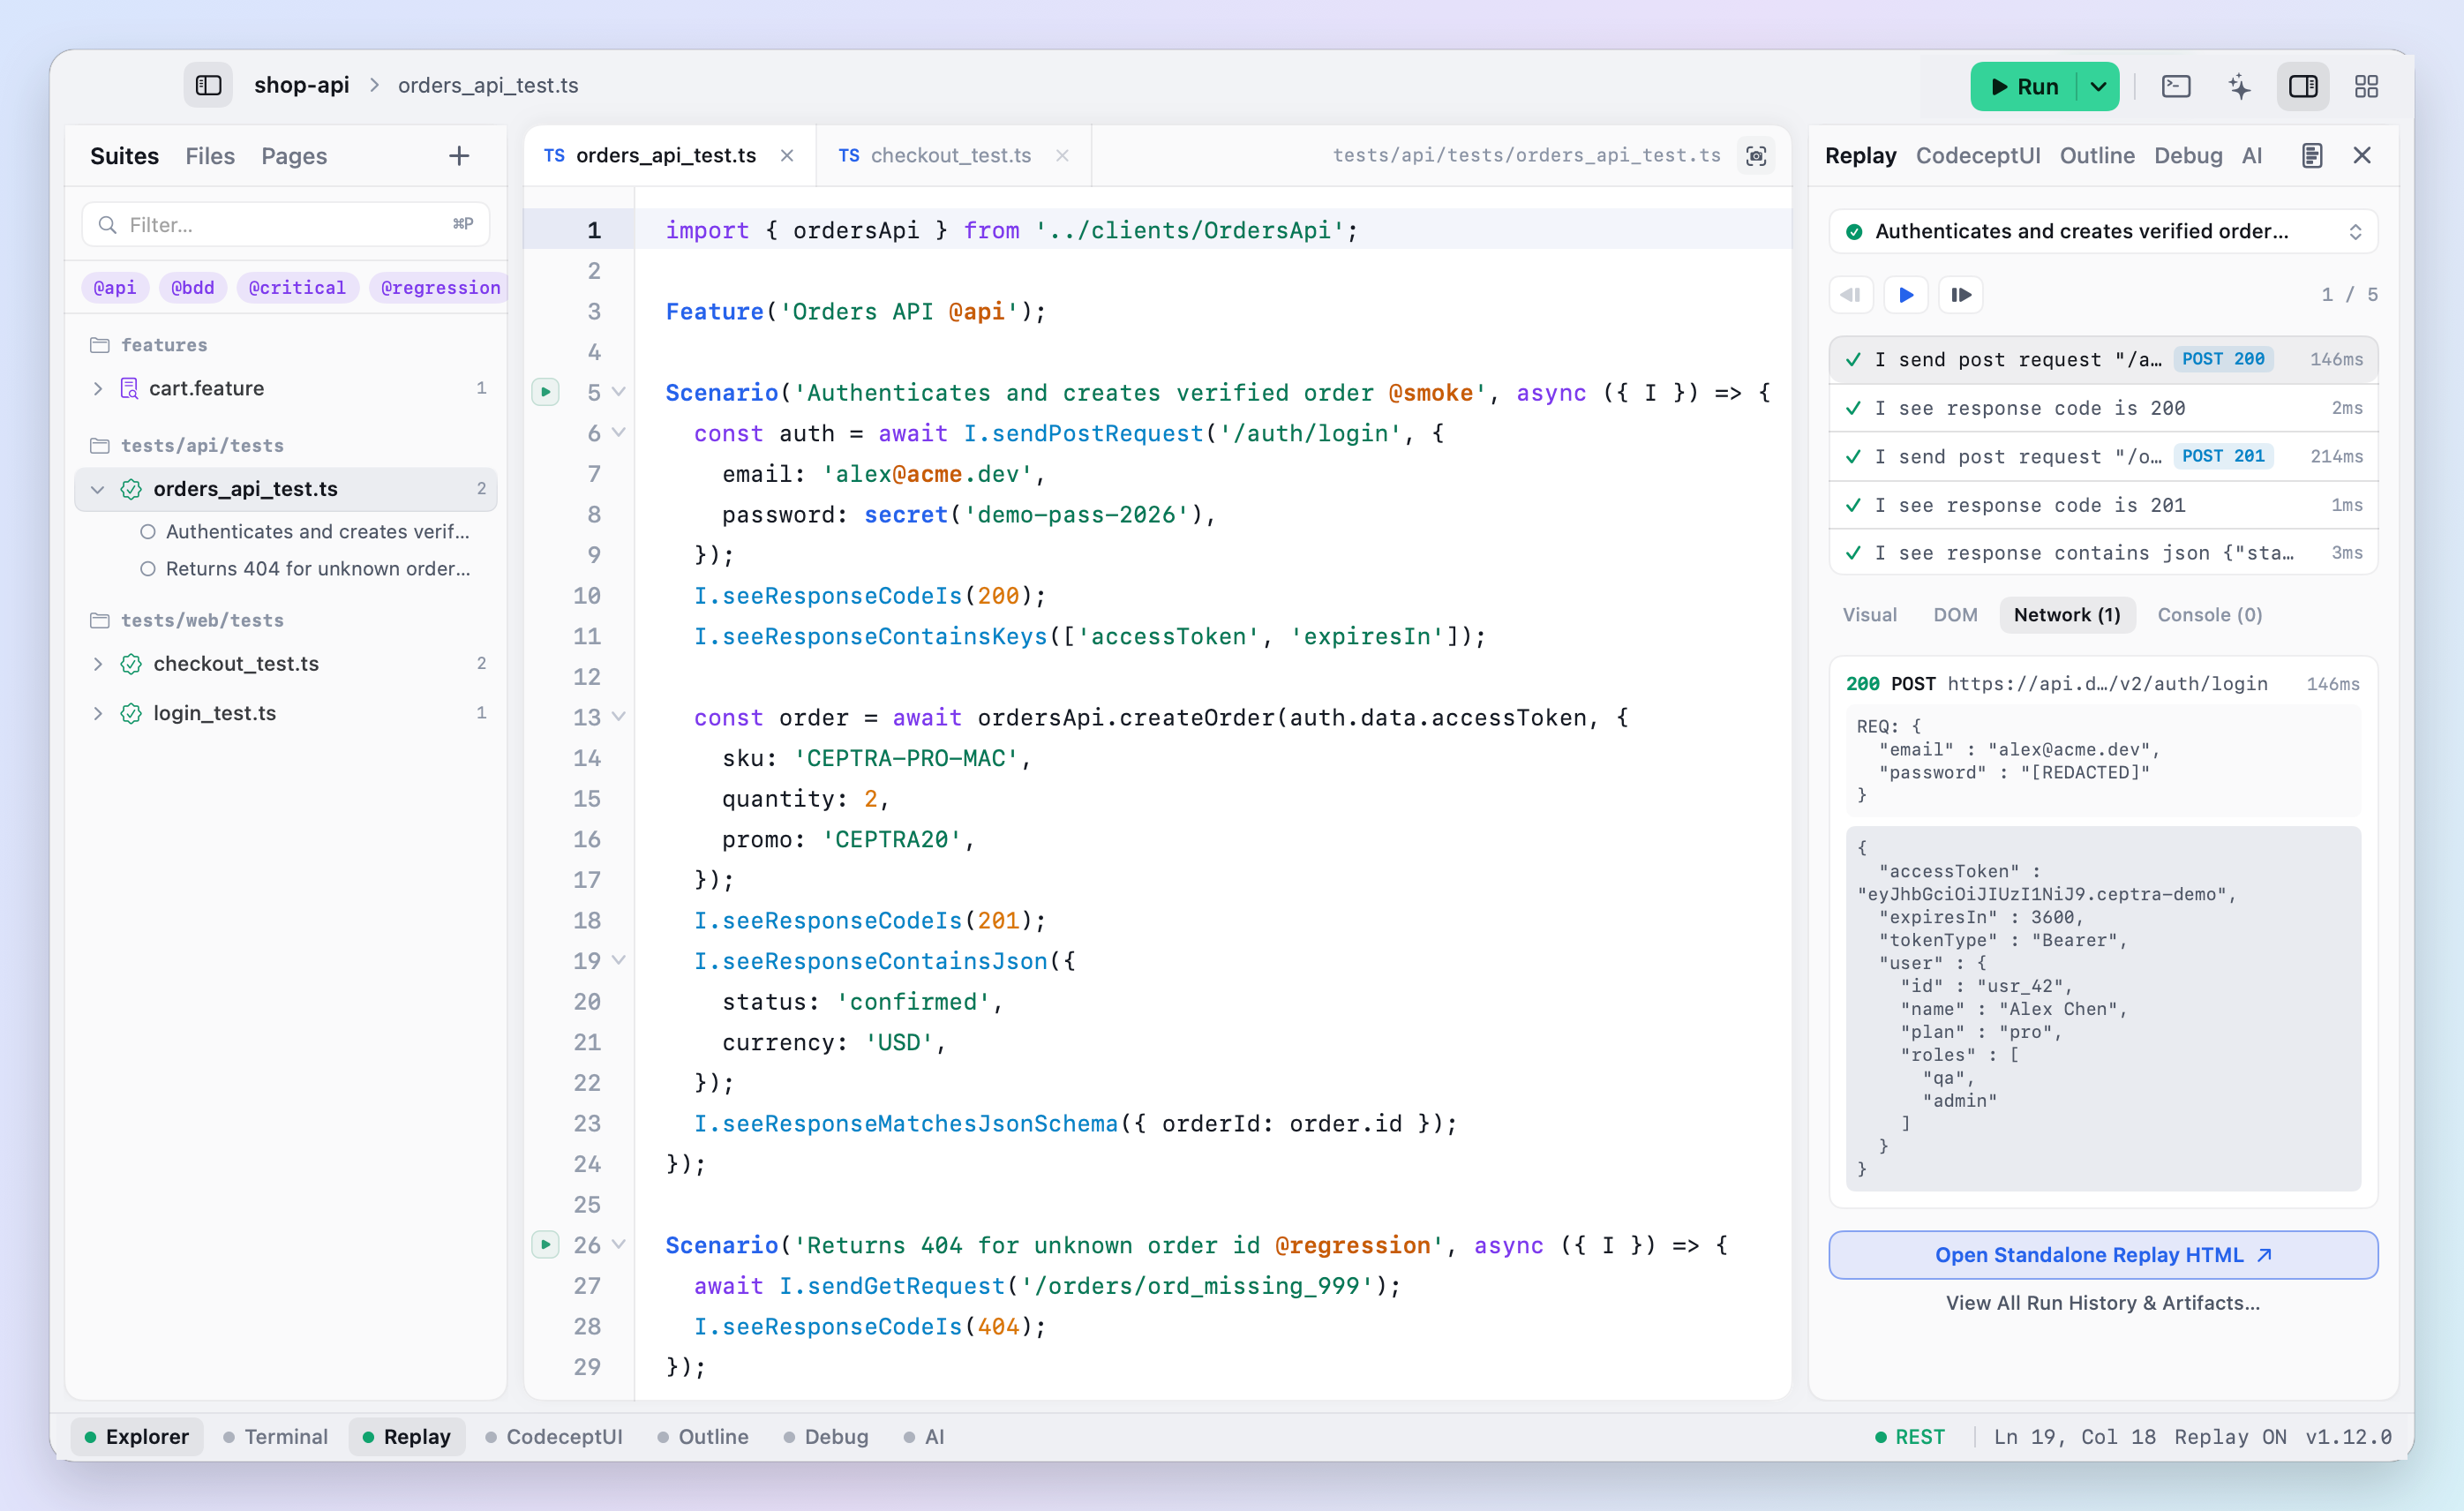 shop-api > orders_api_test.ts
Run
Suites Files Pages
Filter... ⌘P
@api @bdd @critical @regression
features
cart.feature 1
tests/api/tests
orders_api_test.ts 2
Authenticates and creates verif...
Returns 404 for unknown order...
tests/web/tests
checkout_test.ts 2
login_test.ts 1
TS orders_api_test.ts
TS checkout_test.ts
tests/api/tests/orders_api_test.ts
1 import { ordersApi } from '../clients/OrdersApi';
2
3 Feature('Orders API @api');
4
5 Scenario('Authenticates and creates verified order @smoke', async ({ I }) => {
6 const auth = await I.sendPostRequest('/auth/login', {
7 email: 'alex@acme.dev',
8 password: secret('demo-pass-2026'),
9 });
10 I.seeResponseCodeIs(200);
11 I.seeResponseContainsKeys(['accessToken', 'expiresIn']);
12
13 const order = await ordersApi.createOrder(auth.data.accessToken, {
14 sku: 'CEPTRA-PRO-MAC',
15 quantity: 2,
16 promo: 'CEPTRA20',
17 });
18 I.seeResponseCodeIs(201);
19 I.seeResponseContainsJson({
20 status: 'confirmed',
21 currency: 'USD',
22 });
23 I.seeResponseMatchesJsonSchema({ orderId: order.id });
24 });
25
26 Scenario('Returns 404 for unknown order id @regression', async ({ I }) => {
27 await I.sendGetRequest('/orders/ord_missing_999');
28 I.seeResponseCodeIs(404);
29 });
Replay CodeceptUI Outline Debug AI
Authenticates and creates verified order...
1 / 5
I send post request "/a… POST 200 146ms
I see response code is 200 2ms
I send post request "/o… POST 201 214ms
I see response code is 201 1ms
I see response contains json {"sta… 3ms
Visual DOM Network (1) Console (0)
200 POST https://api.d…/v2/auth/login 146ms
REQ: {
"email" : "alex@acme.dev",
"password" : "[REDACTED]"
}
{
"accessToken" :
"eyJhbGciOiJIUzI1NiJ9.ceptra-demo",
"expiresIn" : 3600,
"tokenType" : "Bearer",
"user" : {
"id" : "usr_42",
"name" : "Alex Chen",
"plan" : "pro",
"roles" : [
"qa",
"admin"
]
}
}
Open Standalone Replay HTML
View All Run History & Artifacts...
Explorer Terminal Replay CodeceptUI Outline Debug AI
REST Ln 19, Col 18 Replay ON v1.12.0